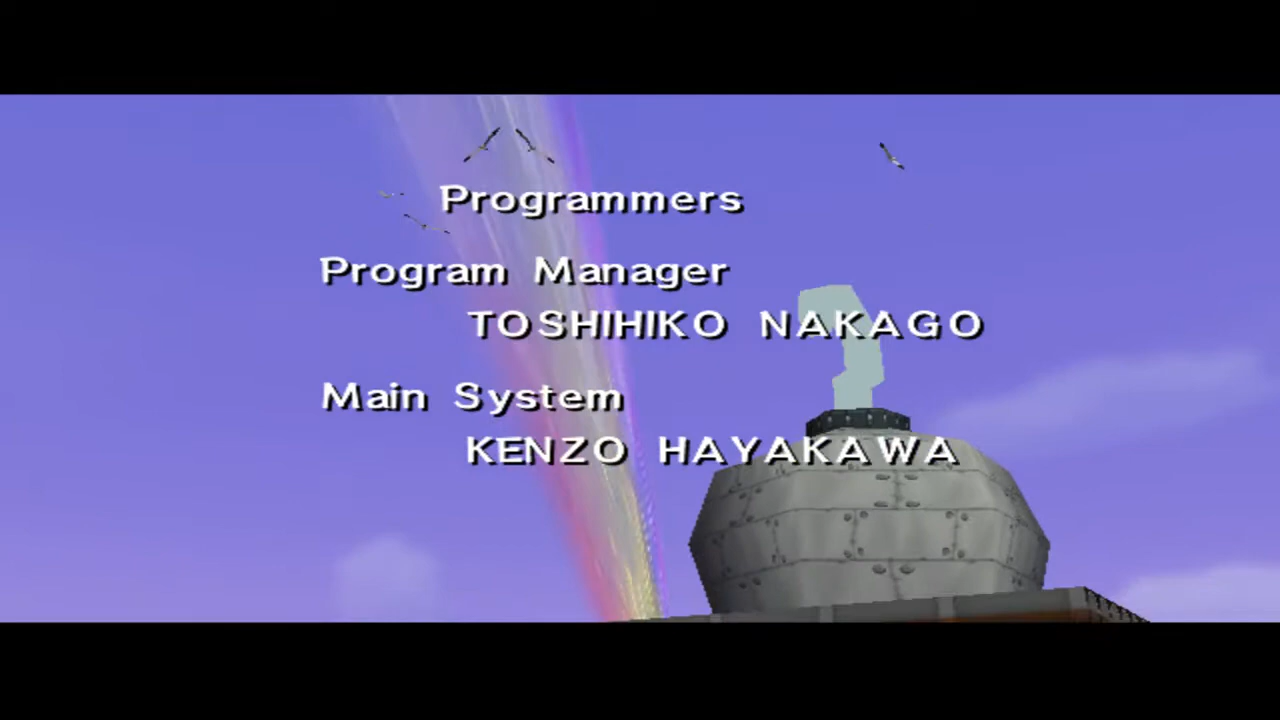 Programmers
Program Manager
TOSHIHIKO NAKAGO
Main System
KENZO HAYAKAWA